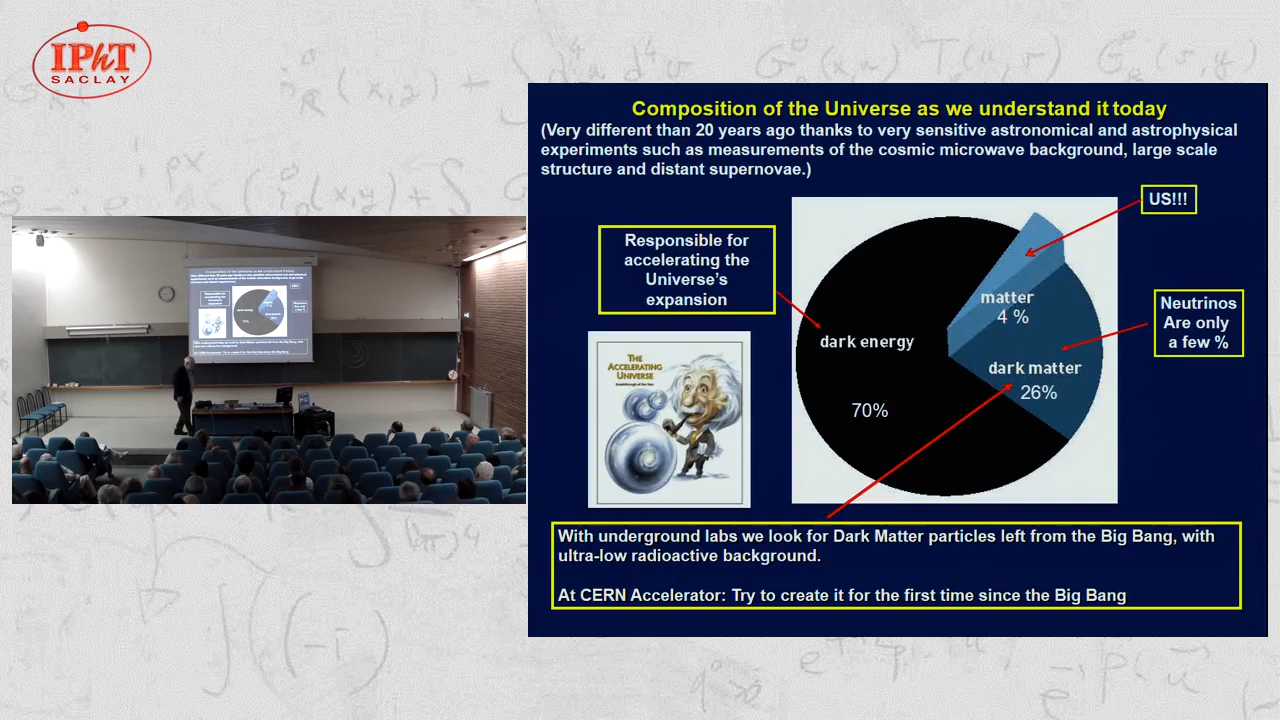 IPhT
SACLAY
Composition of the Universe as we understand it today
(Very different than 20 years ago thanks to very sensitive astronomical and astrophysical
experiments such as measurements of the cosmic microwave background, large scale
structure and distant supernovae.)
US!!!
Responsible for
accelerating the
Universe's
expansion
matter
4 %
Neutrinos
Are only
a few %
dark energy
dark matter
26%
70%
THE
ACCELERATING
UNIVERSE
With underground labs we look for Dark Matter particles left from the Big Bang, with
ultra-low radioactive background.
At CERN Accelerator: Try to create it for the first time since the Big Bang